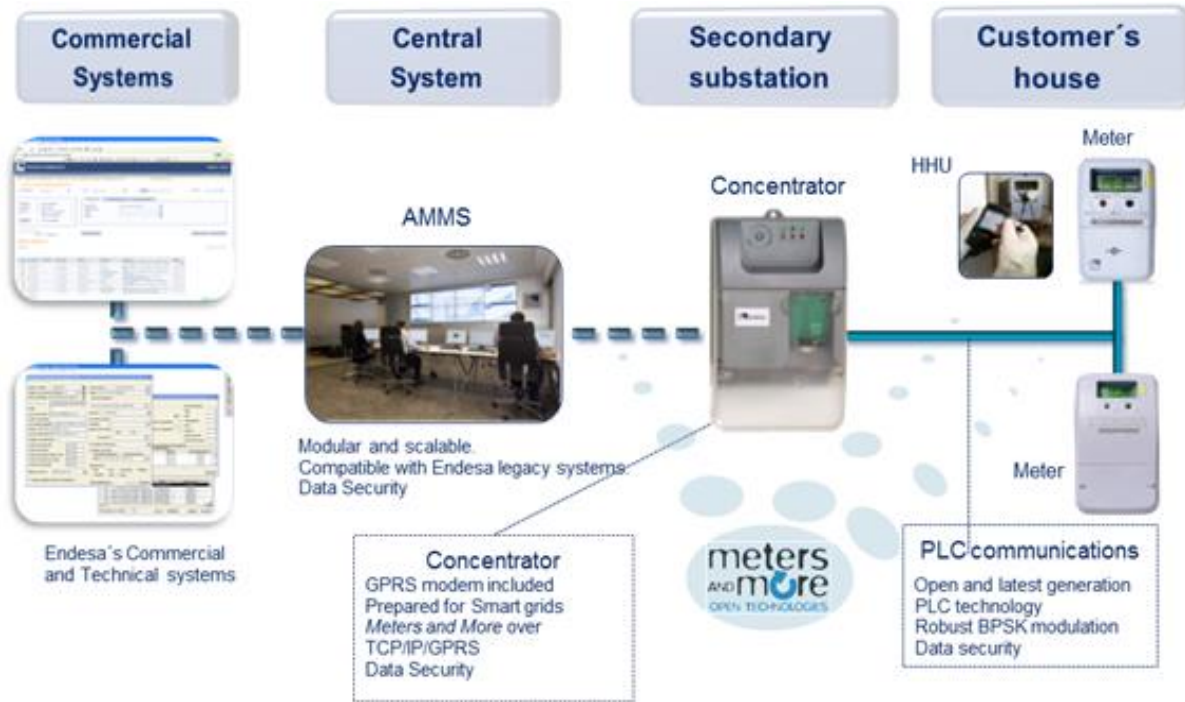 Commercial
Systems
Central
System
Secondary
substation
Customer´s
house
Meter
HHU
Concentrator
AMMS
Modular and scalable.
Compatible with Endesa legacy systems.
Data Security
Meter
Endesa´s Commercial
and Technical systems
Concentrator
GPRS modem included
Prepared for Smart grids
Meters and More over
TCP/IP/GPRS
Data Security
meters
AND more
OPEN TECHNOLOGIES
PLC communications
Open and latest generation
PLC technology
Robust BPSK modulation
Data security